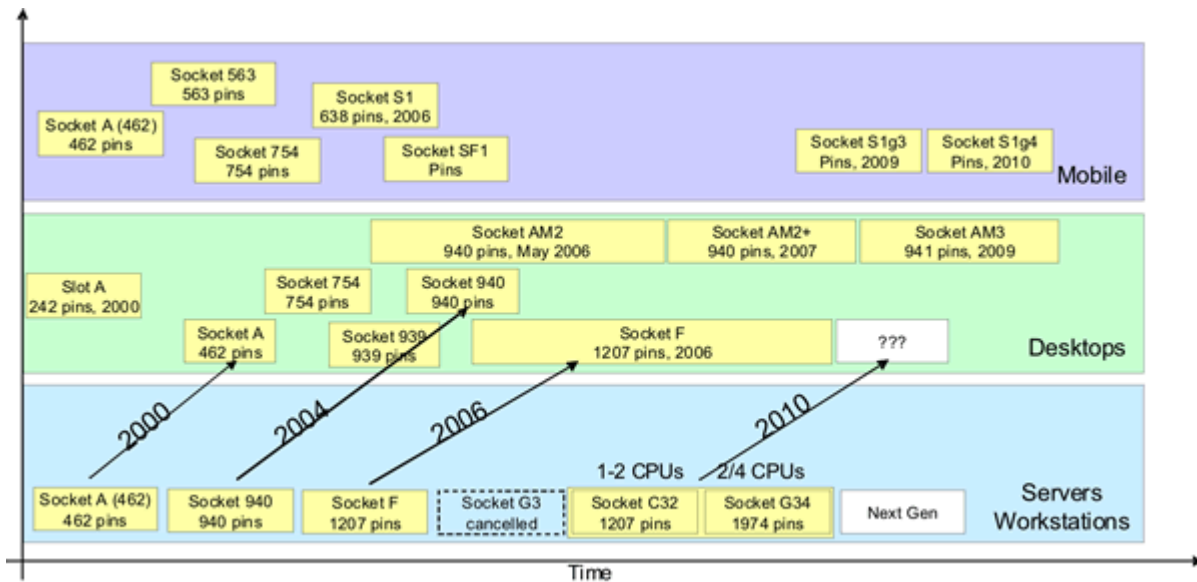 Socket 563
563 pins
Socket A (462)
462 pins
Socket S1
638 pins, 2006
Socket 754
754 pins
Socket SF1
Pins
Socket S1g3
Pins, 2009
Socket S1g4
Pins, 2010
Mobile
Socket AM2
940 pins, May 2006
Socket AM2+
940 pins, 2007
Socket AM3
941 pins, 2009
Slot A
242 pins, 2000
Socket 754
754 pins
Socket 940
940 pins
Socket A
462 pins
Socket 939
939 pins
Socket F
1207 pins, 2006
???
Desktops
2000
2004
2006
2010
1-2 CPUs
2/4 CPUs
Socket A (462)
462 pins
Socket 940
940 pins
Socket F
1207 pins
Socket G3
cancelled
Socket C32
1207 pins
Socket G34
1974 pins
Next Gen
Servers
Workstations
Time